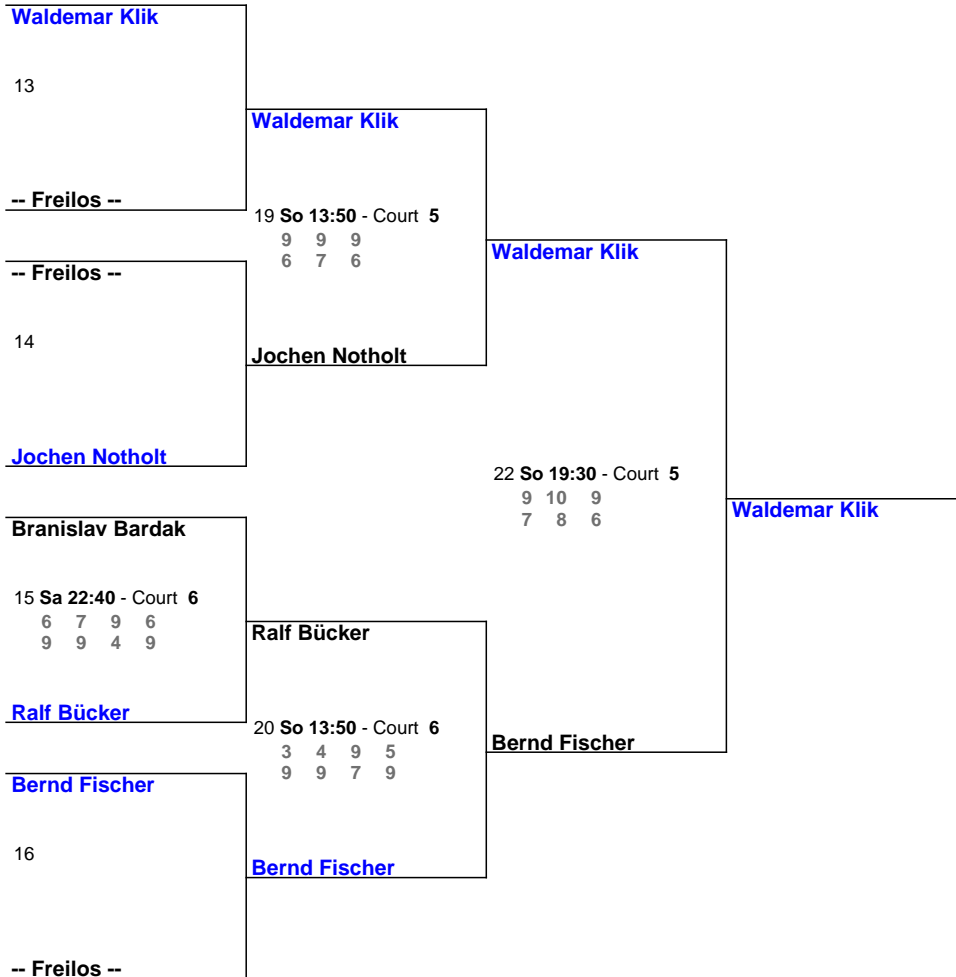 Waldemar Klik
13
Waldemar Klik
-- Freilos --
19 So 13:50 - Court 5
9 9 9
6 7 6
Waldemar Klik
-- Freilos --
14
Jochen Notholt
Jochen Notholt
22 So 19:30 - Court 5
9 10 9
7 8 6
Waldemar Klik
Branislav Bardak
15 Sa 22:40 - Court 6
6 7 9 6
9 9 4 9
Ralf Bücker
Ralf Bücker
20 So 13:50 - Court 6
3 4 9 5
9 9 7 9
Bernd Fischer
Bernd Fischer
16
Bernd Fischer
-- Freilos --